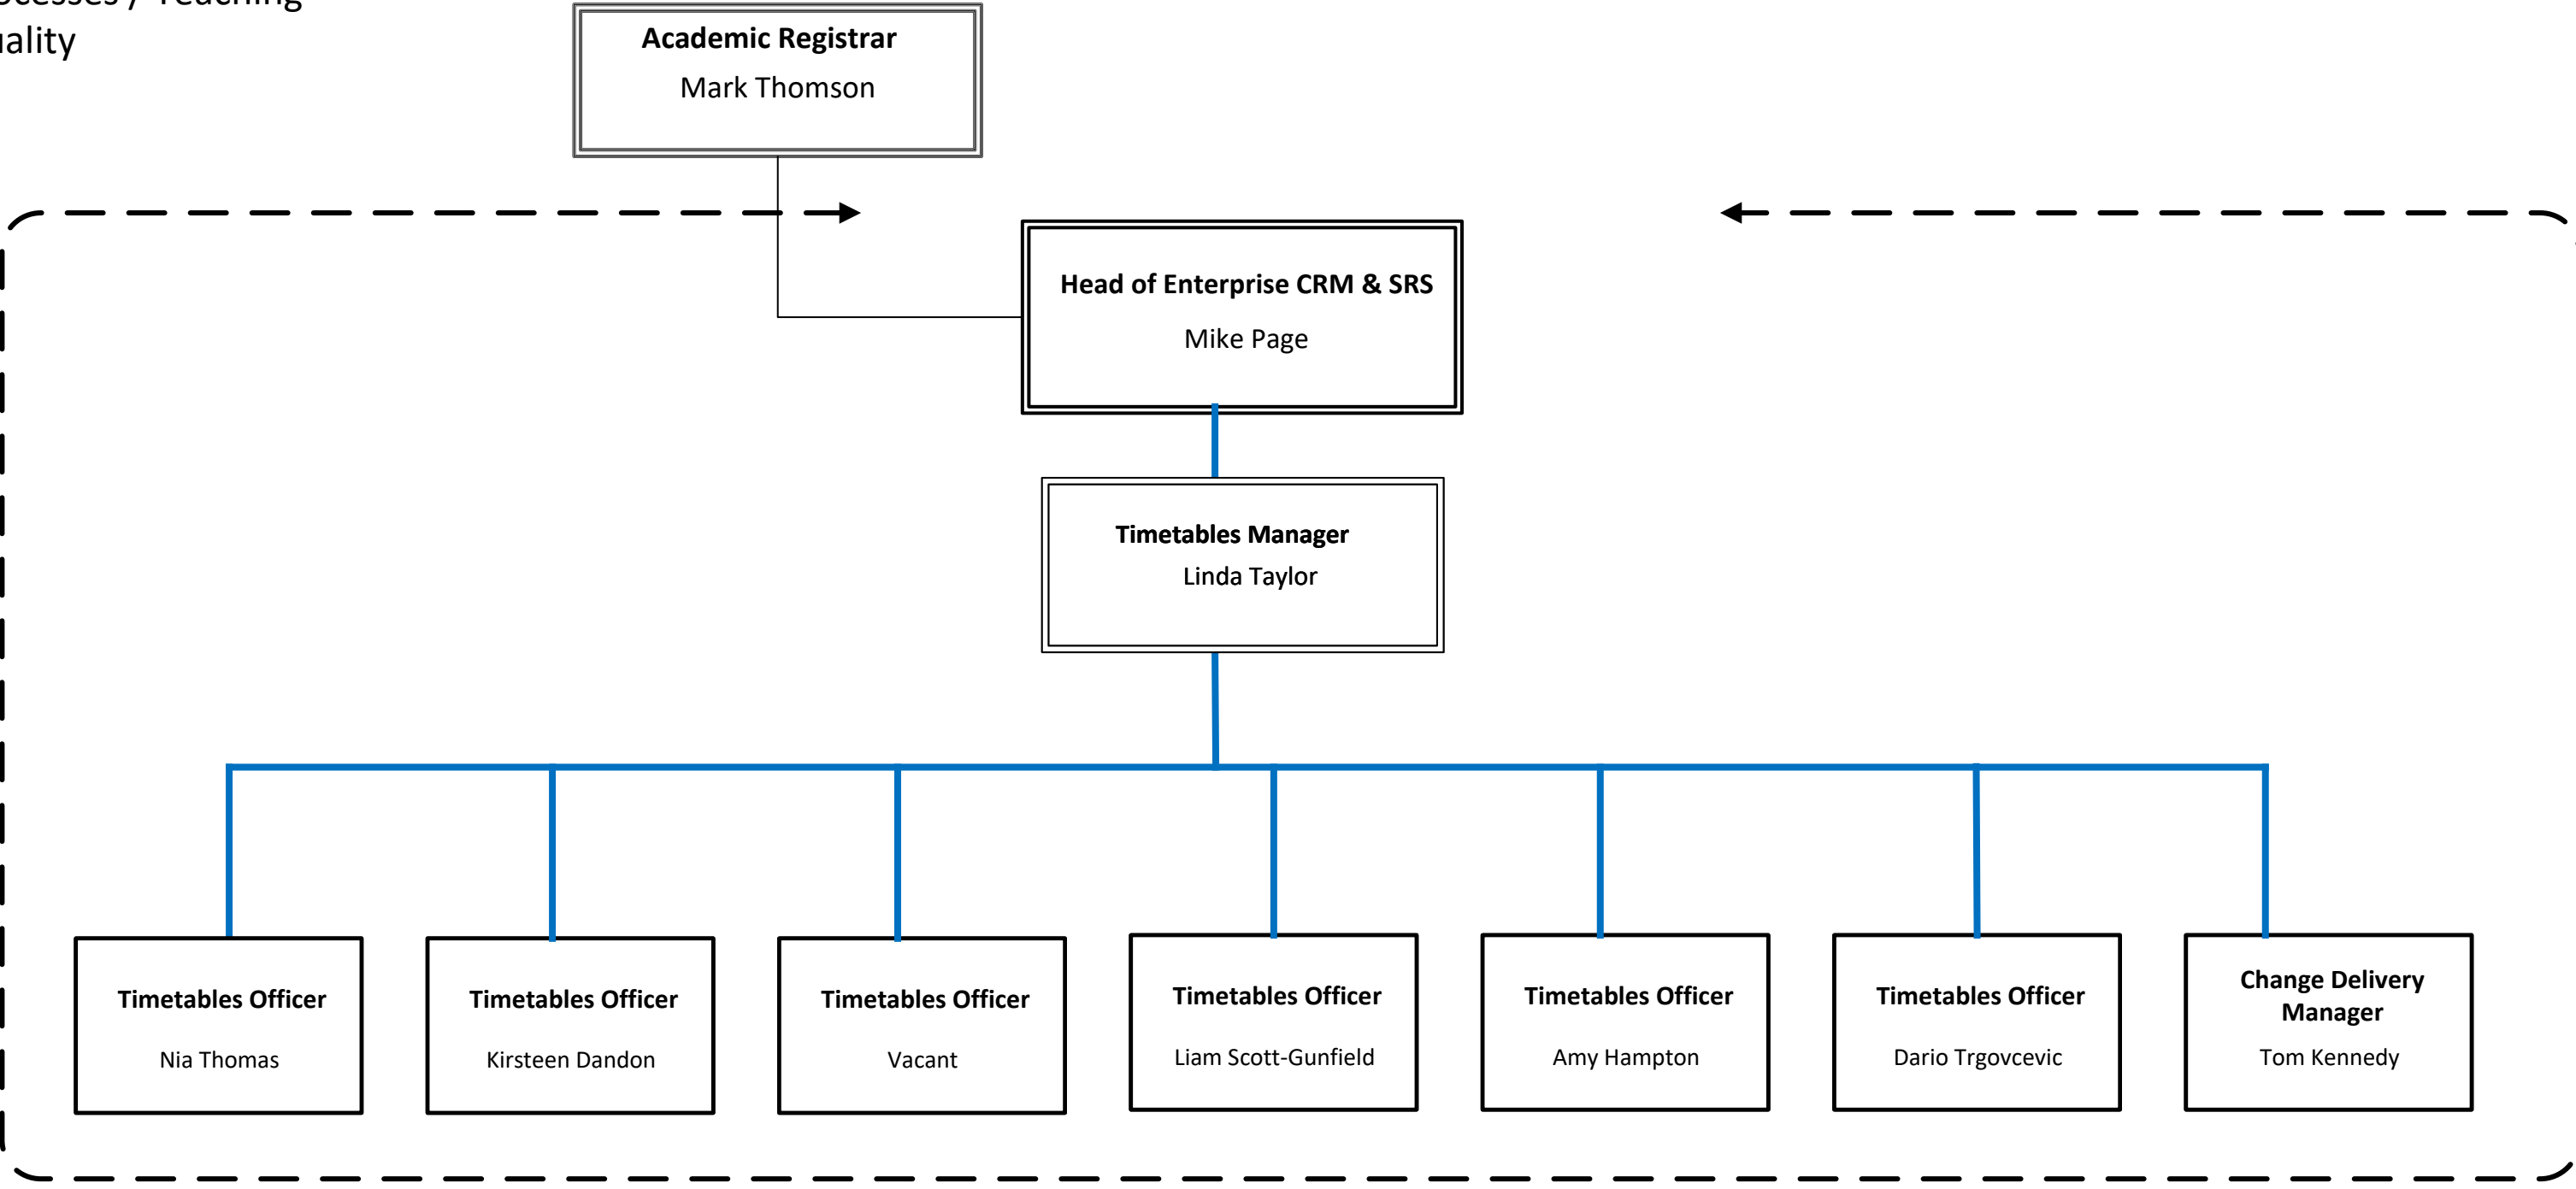 Teaching
Academic Registrar
Mark Thomson
Head of Enterprise CRM & SRS
Mike Page
Timetables Manager
Linda Taylor
Timetables Officer
Nia Thomas
Timetables Officer
Kirsteen Dandon
Timetables Officer
Vacant
Timetables Officer
Liam Scott-Gunfield
Timetables Officer
Amy Hampton
Timetables Officer
Dario Trgovcevic
Change Delivery
Manager
Tom Kennedy